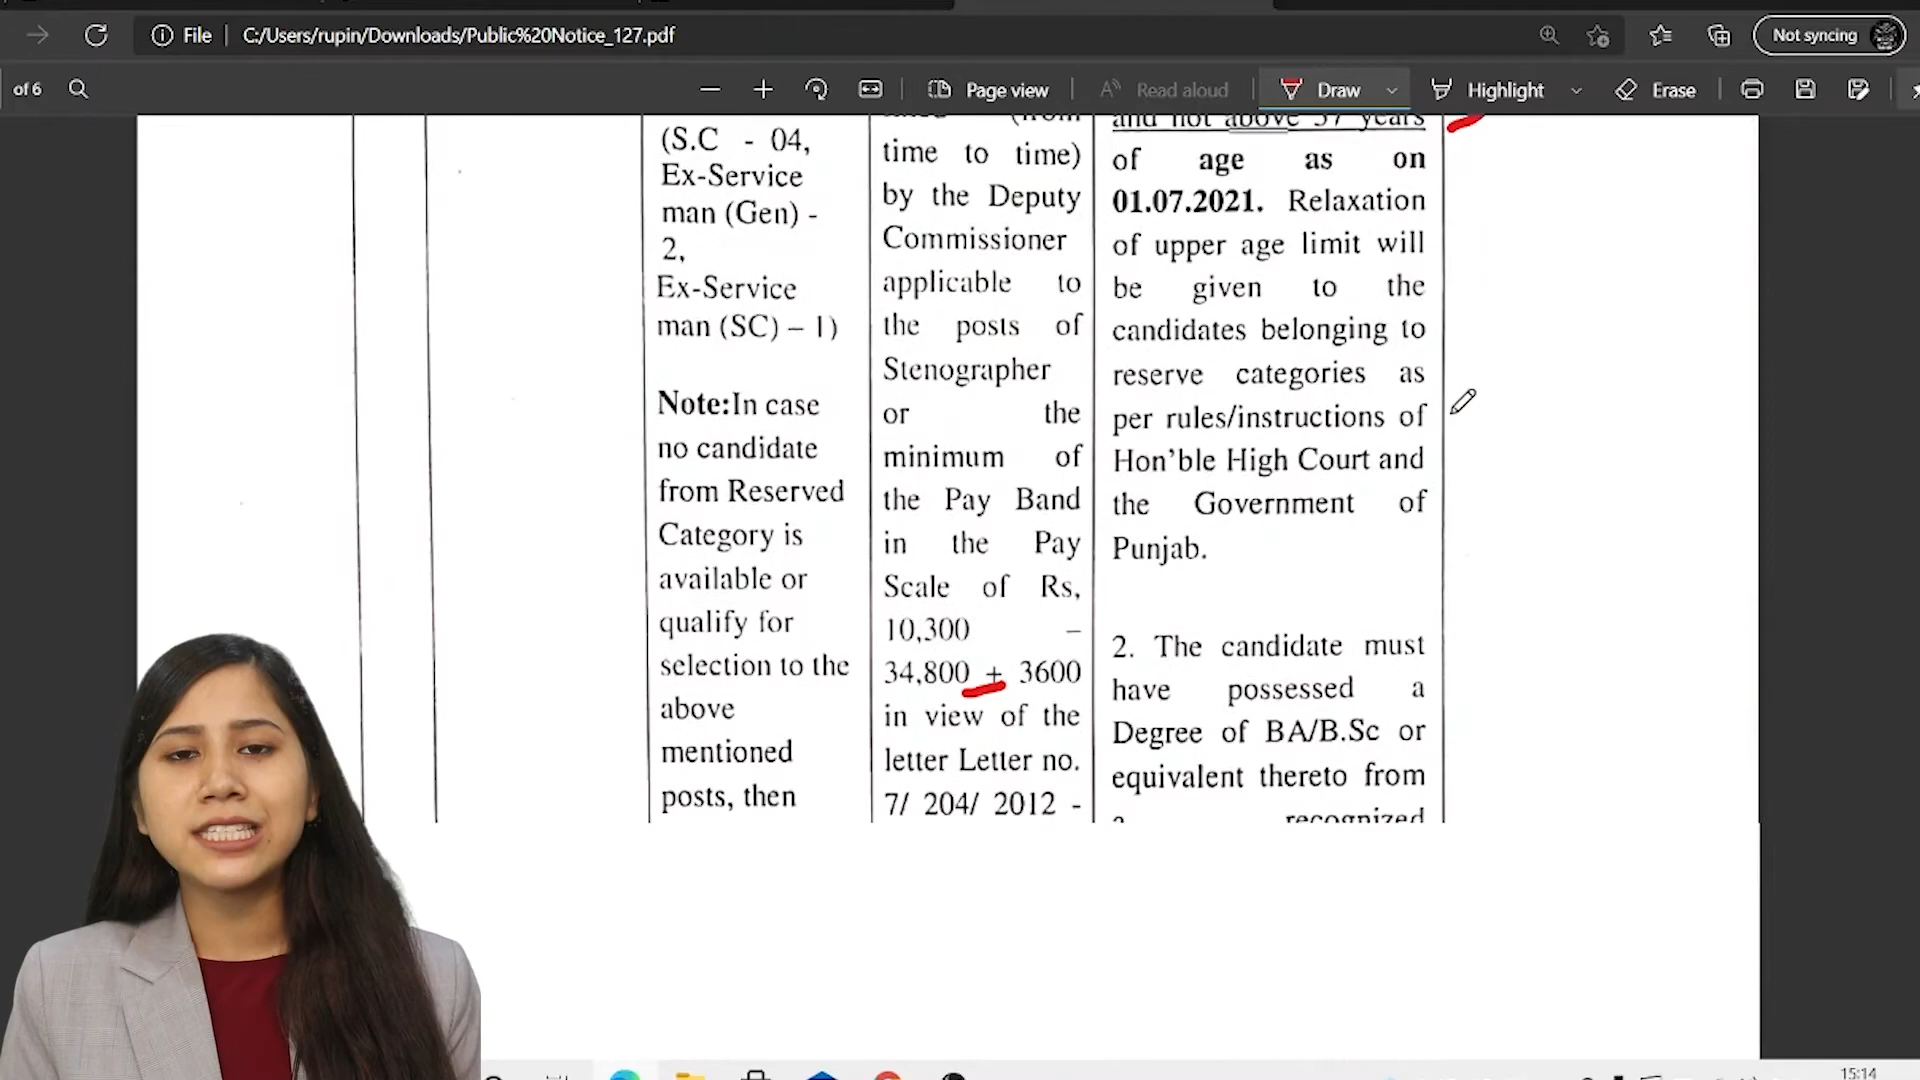 File C:/Users/rupin/Downloads/Public%20Notice_127.pdf Not syncing
of 6 Page view Read aloud Draw Highlight Erase
(S.C - 04,
Ex-Service
man (Gen) -
2,
Ex-Service
man (SC) – 1)
Note:In case
no candidate
from Reserved
Category is
available or
qualify for
selection to the
above
mentioned
posts, then
(from
time to time)
by the Deputy
Commissioner
applicable to
the posts of
Stenographer
or the
minimum of
the Pay Band
in the Pay
Scale of Rs,
10,300 –
34,800 + 3600
in view of the
letter Letter no.
7/ 204/ 2012 -
and not above 37 years
of age as on
01.07.2021. Relaxation
of upper age limit will
be given to the
candidates belonging to
reserve categories as
per rules/instructions of
Hon’ble High Court and
the Government of
Punjab.
2. The candidate must
have possessed a
Degree of BA/B.Sc or
equivalent thereto from
a recognized
15:14